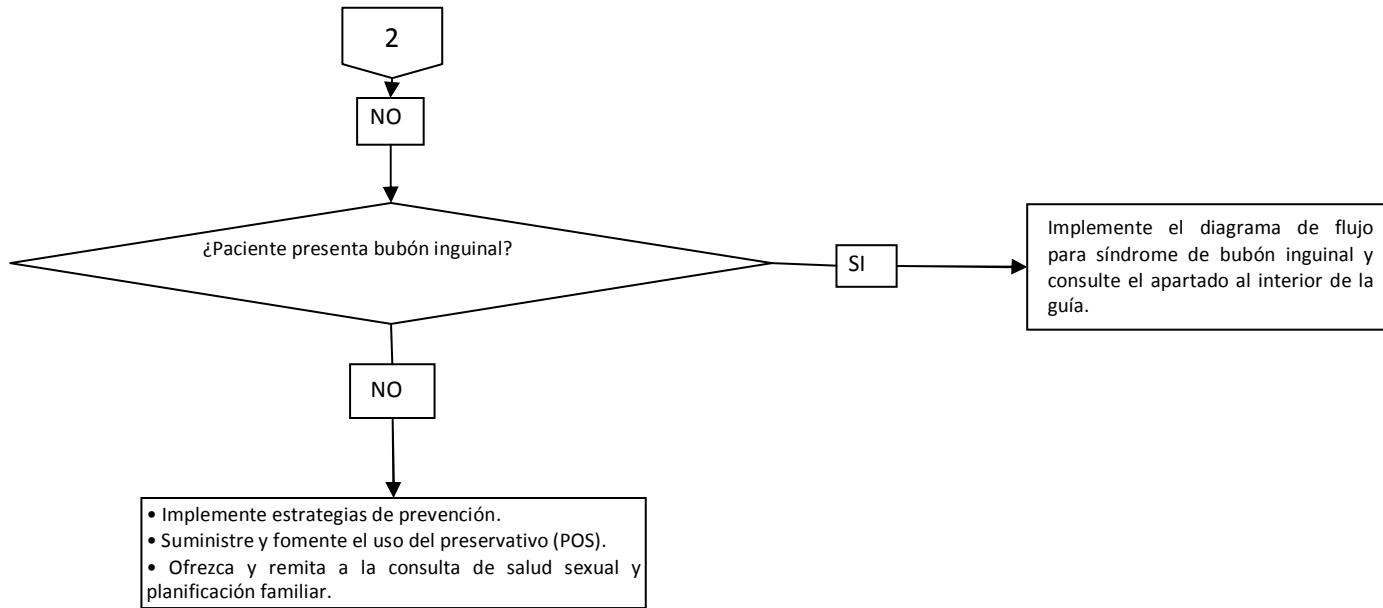 2
NO
¿Paciente presenta bubón inguinal?
SI
Implemente el diagrama de flujo
para síndrome de bubón inguinal y
consulte el apartado al interior de la
guía.
NO
• Implemente estrategias de prevención.
• Suministre y fomente el uso del preservativo (POS).
• Ofrezca y remita a la consulta de salud sexual y
planificación familiar.